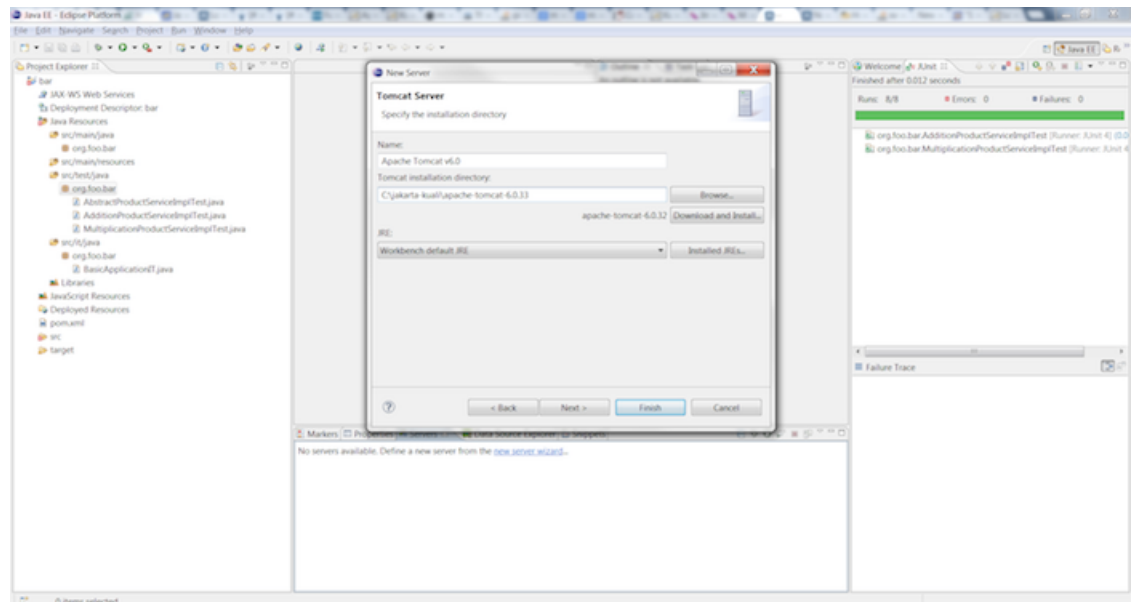 Java EE - Eclipse Platform
File Edit Navigate Search Project Run Window Help
Java EE
Project Explorer
bar
JAX-WS Web Services
Deployment Descriptor: bar
Java Resources
src/main/java
org.foo.bar
src/main/resources
src/test/java
org.foo.bar
AbstractProductServiceImplTest.java
AdditionProductServiceImplTest.java
MultiplicationProductServiceImplTest.java
src/it/java
org.foo.bar
BasicApplicationIT.java
Libraries
JavaScript Resources
Deployed Resources
pom.xml
src
target
New Server
Tomcat Server
Specify the installation directory
Name:
Apache Tomcat v6.0
Tomcat installation directory:
C:\jakarta-kuali\apache-tomcat-6.0.33
Browse...
apache-tomcat-6.0.32 Download and Install...
JRE:
Workbench default JRE
Installed JREs...
< Back Next > Finish Cancel
Markers Properties Servers Data Source Explorer Snippets
No servers available. Define a new server from the new server wizard...
Welcome JUnit
Finished after 0.012 seconds
Runs: 8/8 Errors: 0 Failures: 0
org.foo.bar.AdditionProductServiceImplTest [Runner: JUnit 4] (0.0
org.foo.bar.MultiplicationProductServiceImplTest [Runner: JUnit 4
Failure Trace
0 items selected